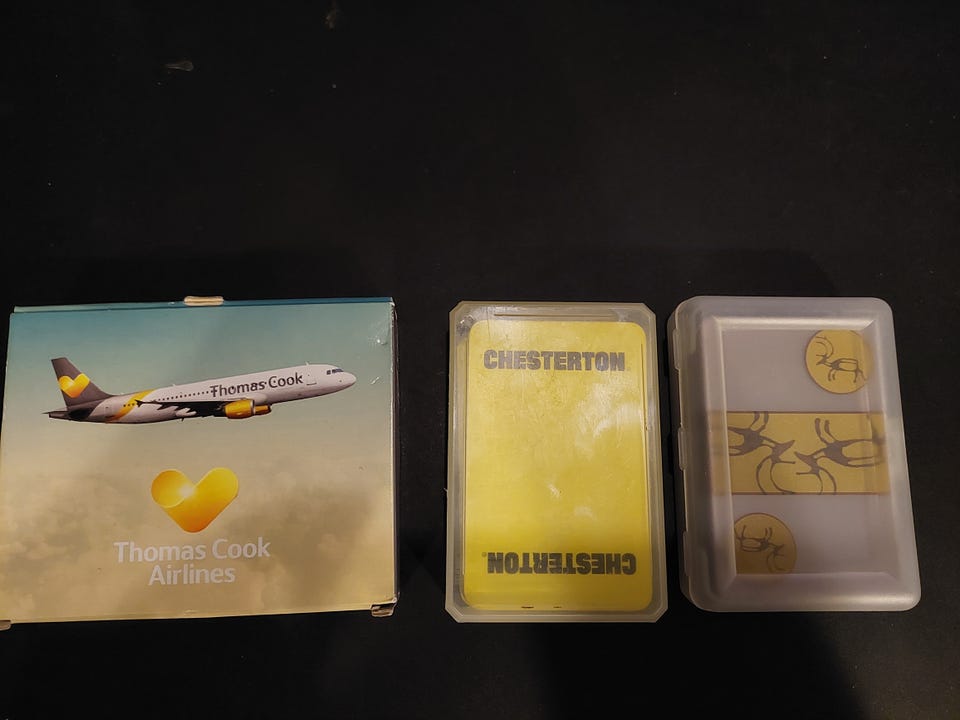 Thomas Cook
Thomas Cook
Airlines
CHESTERTON
CHESTERTON®